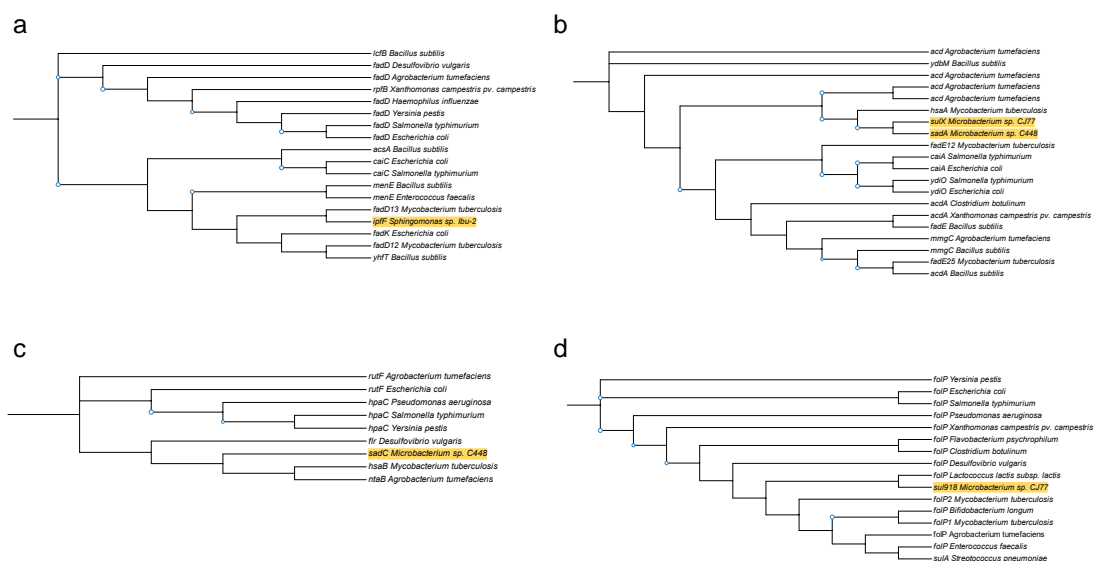 a
lcfB Bacillus subtilis
fadD Desulfovibrio vulgaris
fadD Agrobacterium tumefaciens
rpfB Xanthomonas campestris pv. campestris
fadD Haemophilus influenzae
fadD Yersinia pestis
fadD Salmonella typhimurium
fadD Escherichia coli
acsA Bacillus subtilis
caiC Escherichia coli
caiC Salmonella typhimurium
menE Bacillus subtilis
menE Enterococcus faecalis
fadD13 Mycobacterium tuberculosis
ipfF Sphingomonas sp. Ibu-2
fadK Escherichia coli
fadD12 Mycobacterium tuberculosis
yhfT Bacillus subtilis
b
acd Agrobacterium tumefaciens
ydbM Bacillus subtilis
acd Agrobacterium tumefaciens
acd Agrobacterium tumefaciens
acd Agrobacterium tumefaciens
hsaA Mycobacterium tuberculosis
sulX Microbacterium sp. CJ77
sadA Microbacterium sp. C448
fadE12 Mycobacterium tuberculosis
caiA Salmonella typhimurium
caiA Escherichia coli
ydiO Salmonella typhimurium
ydiO Escherichia coli
acdA Clostridium botulinum
acdA Xanthomonas campestris pv. campestris
fadE Bacillus subtilis
mmgC Agrobacterium tumefaciens
mmgC Bacillus subtilis
fadE25 Mycobacterium tuberculosis
acdA Bacillus subtilis
c
rutF Agrobacterium tumefaciens
rutF Escherichia coli
hpaC Pseudomonas aeruginosa
hpaC Salmonella typhimurium
hpaC Yersinia pestis
flr Desulfovibrio vulgaris
sadC Microbacterium sp. C448
hsaB Mycobacterium tuberculosis
ntaB Agrobacterium tumefaciens
d
folP Yersinia pestis
folP Escherichia coli
folP Salmonella typhimurium
folP Pseudomonas aeruginosa
folP Xanthomonas campestris pv. campestris
folP Flavobacterium psychrophilum
folP Clostridium botulinum
folP Desulfovibrio vulgaris
folP Lactococcus lactis subsp. lactis
sul918 Microbacterium sp. CJ77
folP2 Mycobacterium tuberculosis
folP Bifidobacterium longum
folP1 Mycobacterium tuberculosis
folP Agrobacterium tumefaciens
folP Enterococcus faecalis
sulA Streptococcus pneumoniae